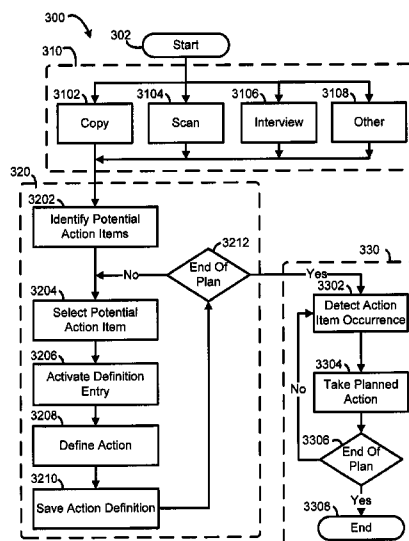 300
302
Start
310
3102
Copy
3104
Scan
3106
Interview
3108
Other
320
3202
Identify Potential
Action Items
3204
Select Potential
Action Item
3206
Activate Definition
Entry
3208
Define Action
3210
Save Action Definition
3212
End Of
Plan
No
Yes
330
3302
Detect Action
Item Occurrence
3304
Take Planned
Action
3306
End Of
Plan
No
Yes
3308
End